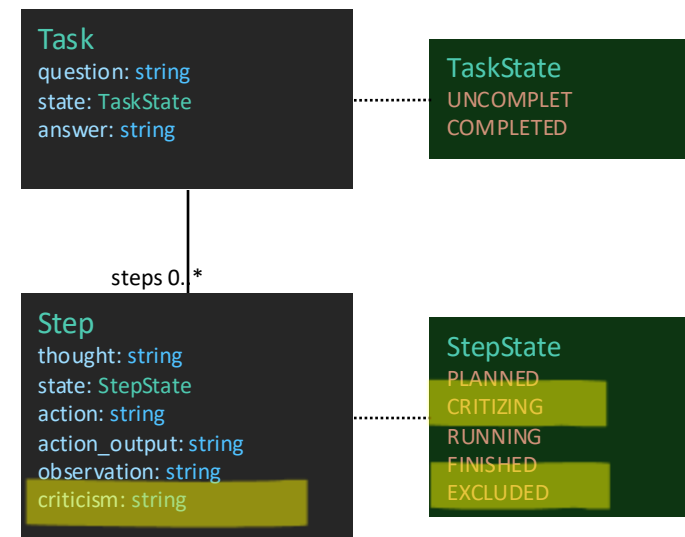 Task
question: string
state: TaskState
answer: string
TaskState
UNCOMPLET
COMPLETED
steps 0..*
Step
thought: string
state: StepState
action: string
action_output: string
observation: string
criticism: string
StepState
PLANNED
CRITIZING
RUNNING
FINISHED
EXCLUDED